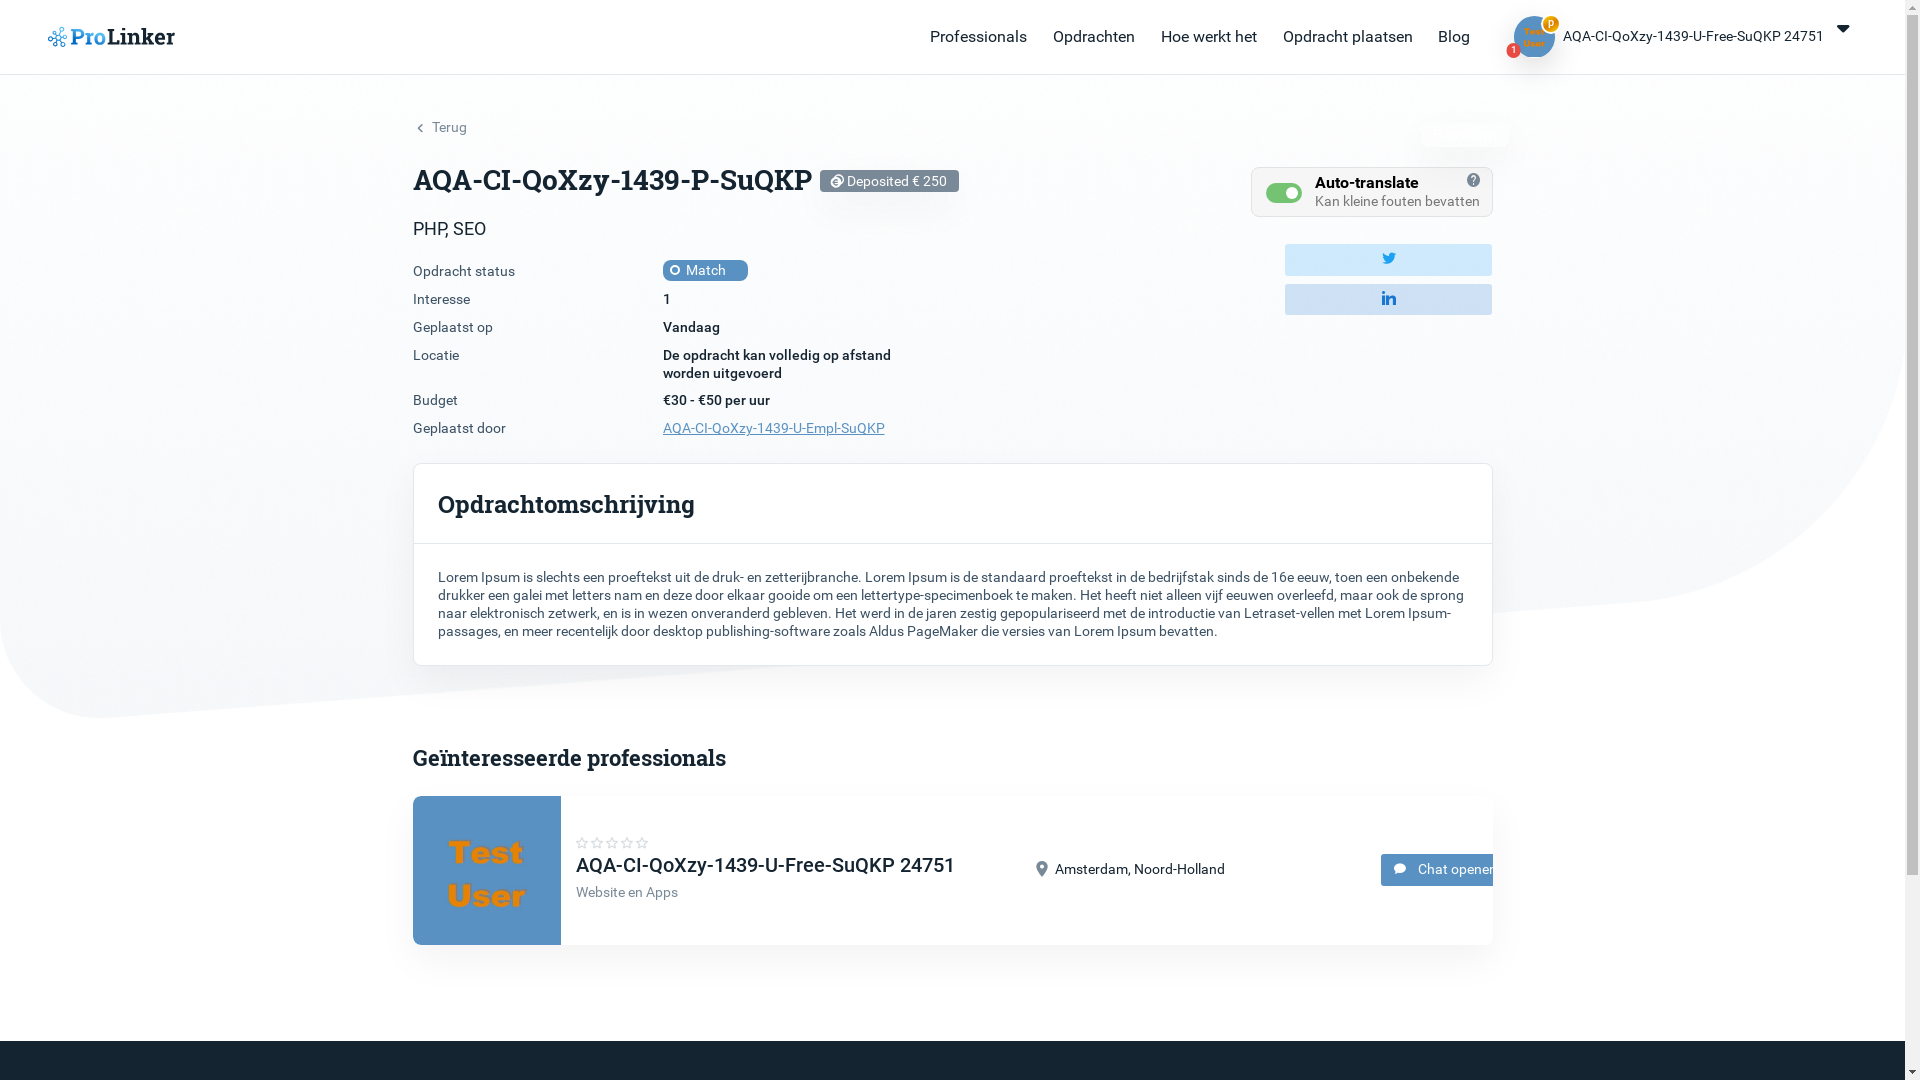 ProLinker
Professionals
Opdrachten
Hoe werkt het
Opdracht plaatsen
Blog
p
1
AQA-CI-QoXzy-1439-U-Free-SuQKP 24751
Terug
AQA-CI-QoXzy-1439-P-SuQKP
Deposited € 250
Auto-translate
?
Kan kleine fouten bevatten
PHP, SEO
Opdracht status
Match
Interesse
1
Geplaatst op
Vandaag
Locatie
De opdracht kan volledig op afstand
worden uitgevoerd
Budget
€30 - €50 per uur
Geplaatst door
AQA-CI-QoXzy-1439-U-Empl-SuQKP
in
Opdrachtomschrijving
Lorem Ipsum is slechts een proeftekst uit de druk- en zetterijbranche. Lorem Ipsum is de standaard proeftekst in de bedrijfstak sinds de 16e eeuw, toen een onbekende
drukker een galei met letters nam en deze door elkaar gooide om een lettertype-specimenboek te maken. Het heeft niet alleen vijf eeuwen overleefd, maar ook de sprong
naar elektronisch zetwerk, en is in wezen onveranderd gebleven. Het werd in de jaren zestig gepopulariseerd met de introductie van Letraset-vellen met Lorem Ipsum-
passages, en meer recentelijk door desktop publishing-software zoals Aldus PageMaker die versies van Lorem Ipsum bevatten.
Geïnteresseerde professionals
Test
User
AQA-CI-QoXzy-1439-U-Free-SuQKP 24751
Website en Apps
Amsterdam, Noord-Holland
Chat openen